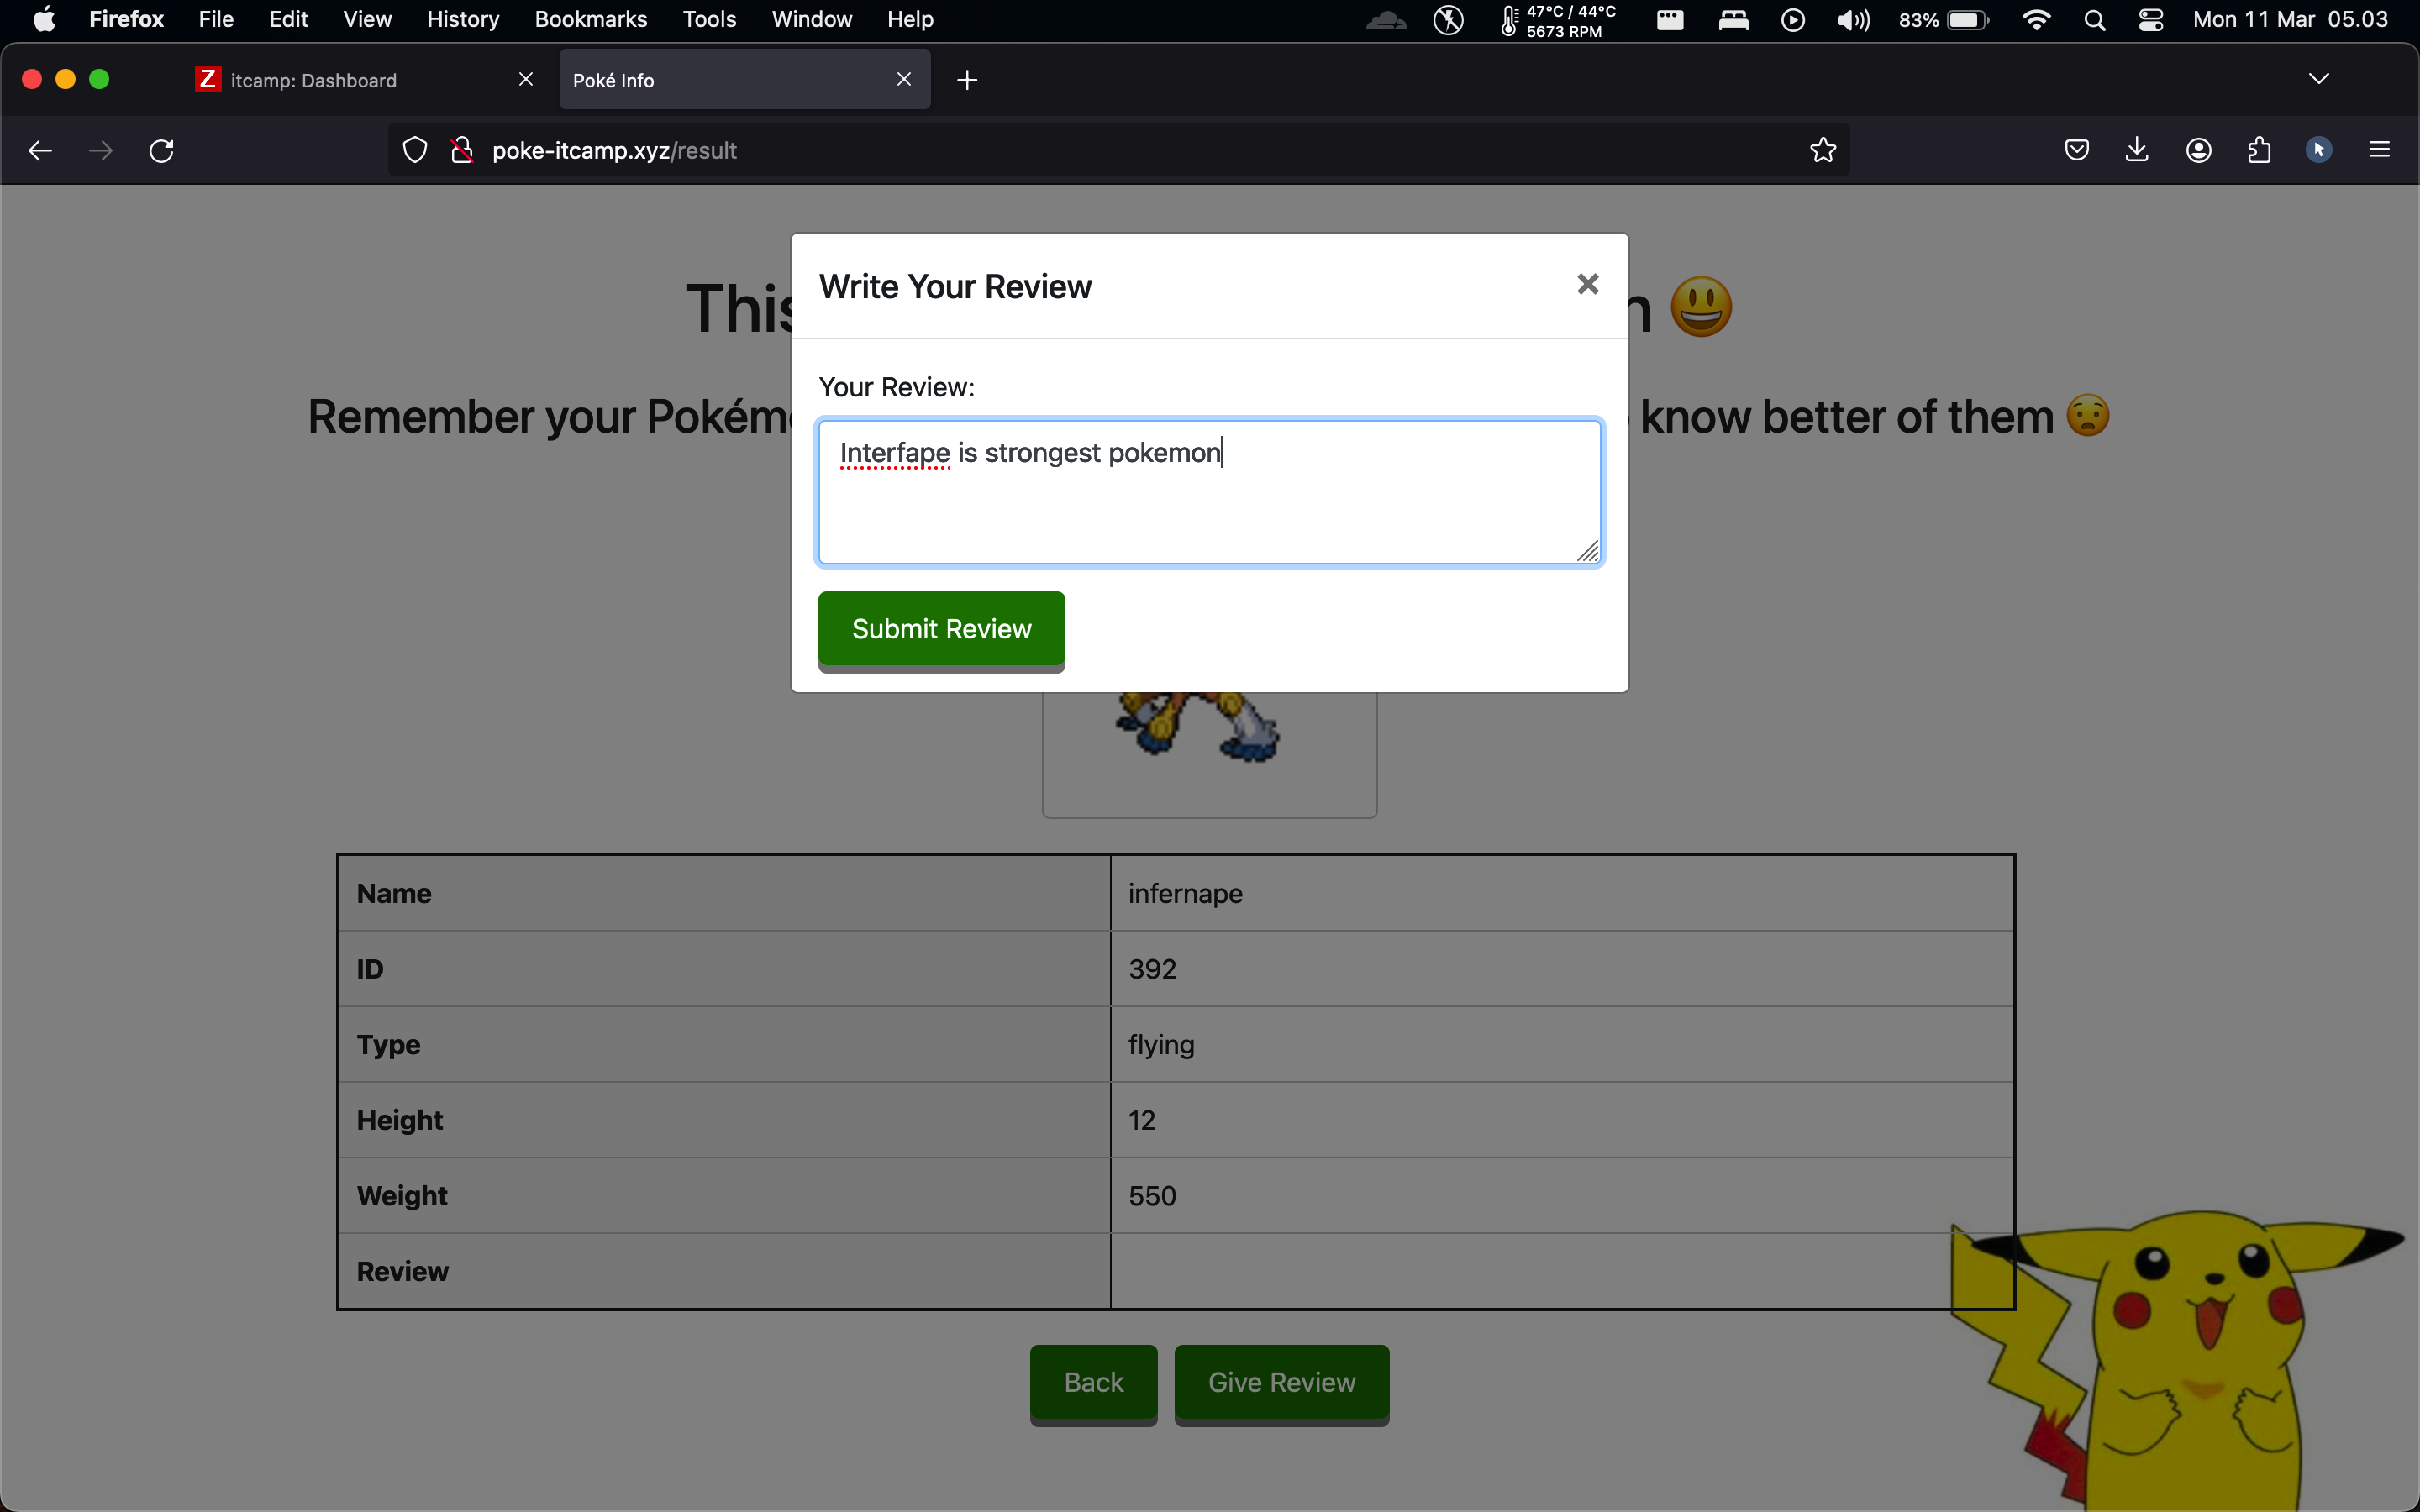 Firefox File Edit View History Bookmarks Tools Window Help 47°C / 44°C 5673 RPM 83% Mon 11 Mar 05.03
Z itcamp: Dashboard Poké Info
poke-itcamp.xyz/result
Write Your Review
This
Your Review:
Remember your know better of them
Interfape is strongest pokemon
Submit Review
Name infernape
ID 392
Type flying
Height 12
Weight 550
Review
Back Give Review